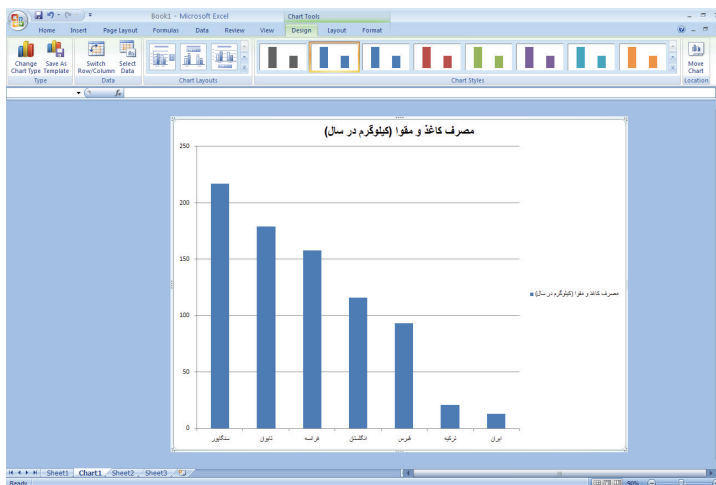 Book1 - Microsoft Excel
Chart Tools
Home Insert Page Layout Formulas Data Review View Design Layout Format
Change Chart Type
Save As Template
Switch Row/Column
Select Data
Move Chart
Type Data Chart Layouts Chart Styles Location
مصرف کاغذ و مقوا (کیلوگرم در سال)
250
200
150
100
50
0
مصرف کاغذ و مقوا (کیلوگرم در سال)
سنگاپور تایوان فرانسه انگلستان قبرس ترکیه ایران
Sheet1 Chart1 Sheet2 Sheet3
Ready 90%